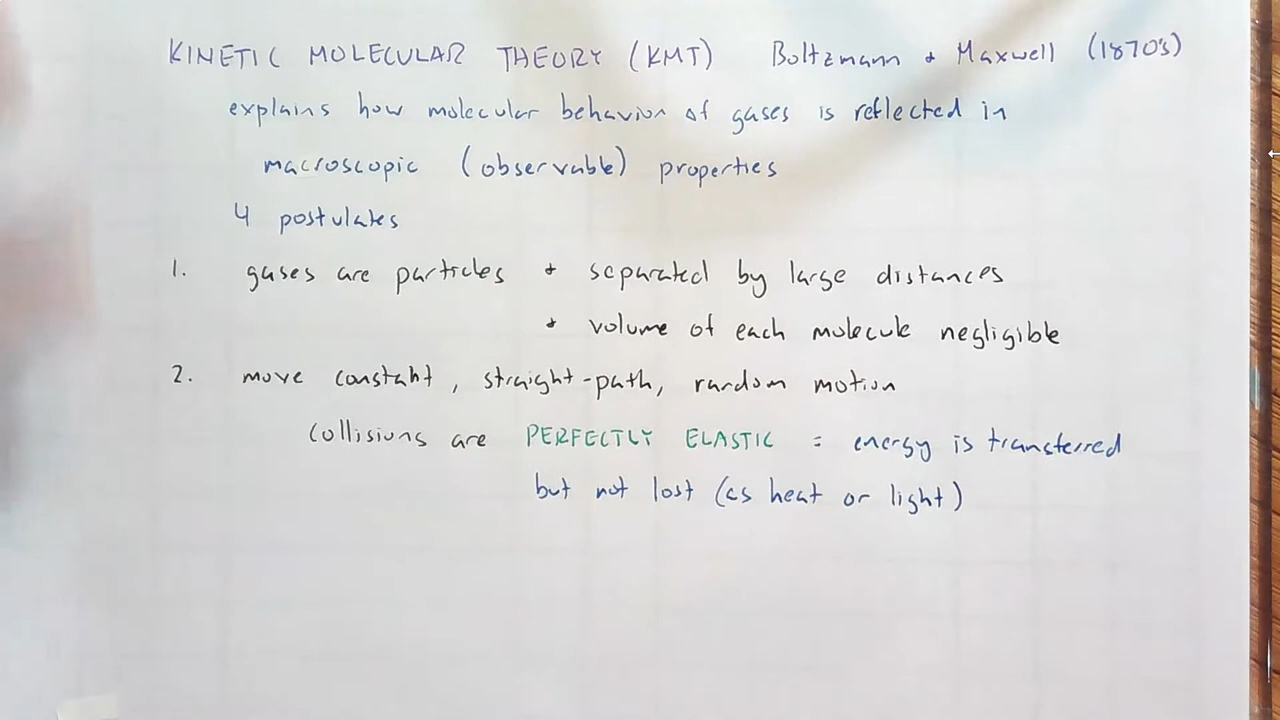 KINETIC MOLECULAR THEORY (KMT) Boltzmann + Maxwell (1870's)
explains how molecular behavior of gases is reflected in
macroscopic (observable) properties
4 postulates
1. gases are particles + separated by large distances
+ volume of each molecule negligible
2. move constant, straight-path, random motion
collisions are PERFECTLY ELASTIC = energy is transferred
but not lost (as heat or light)